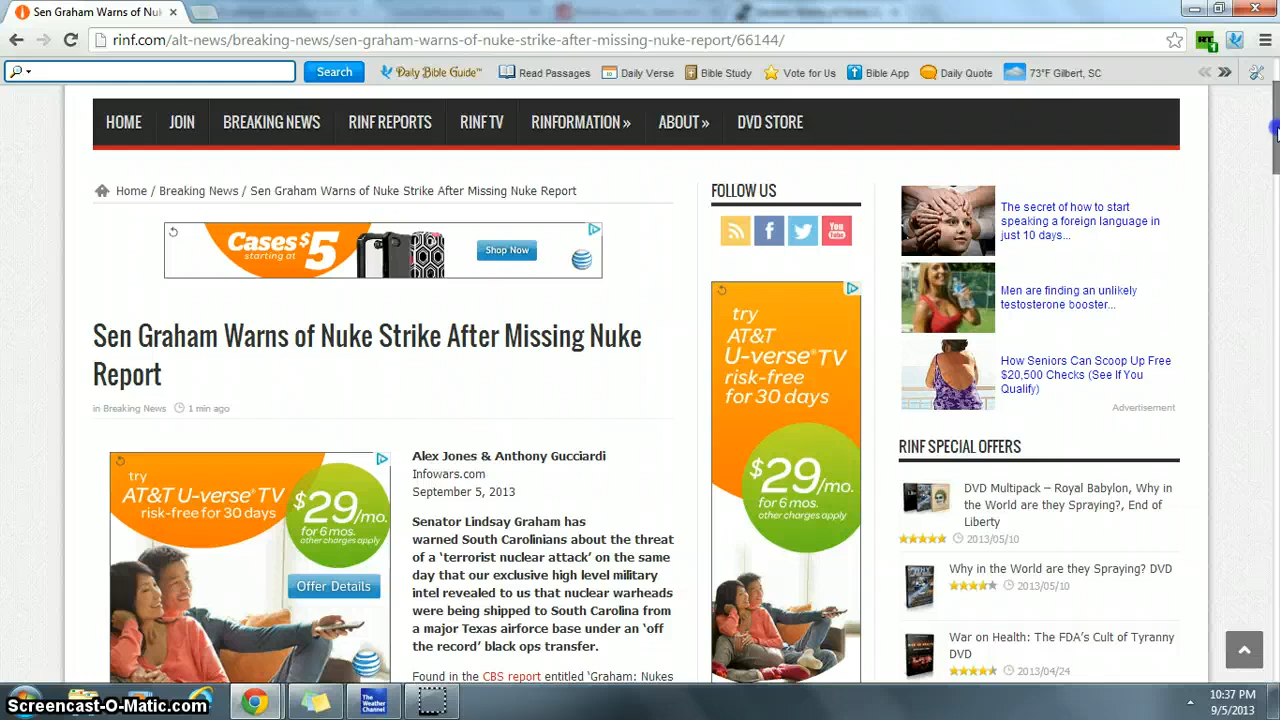 Sen Graham Warns of Nu
rinf.com/alt-news/breaking-news/sen-graham-warns-of-nuke-strike-after-missing-nuke-report/66144/
Search
Daily Bible Guide™
Read Passages
Daily Verse
Bible Study
Vote for Us
Bible App
Daily Quote
73°F Gilbert, SC
HOME
JOIN
BREAKING NEWS
RINF REPORTS
RINF TV
RINFORMATION »
ABOUT »
DVD STORE
Home / Breaking News / Sen Graham Warns of Nuke Strike After Missing Nuke Report
Cases $5
starting at
Shop Now
Sen Graham Warns of Nuke Strike After Missing Nuke
Report
in Breaking News 1 min ago
try
AT&T U-verse® TV
risk-free for 30 days
$29/mo.
for 6 mos.
other charges apply
Offer Details
Alex Jones & Anthony Gucciardi
Infowars.com
September 5, 2013
Senator Lindsay Graham has
warned South Carolinians about the threat
of a ‘terrorist nuclear attack’ on the same
day that our exclusive high level military
intel revealed to us that nuclear warheads
were being shipped to South Carolina from
a major Texas airforce base under an ‘off
the record’ black ops transfer.
Found in the CBS report entitled ‘Graham: Nukes
FOLLOW US
You
Tube
try
AT&T
U-verse® TV
risk-free
for 30 days
$29/mo.
for 6 mos.
other charges apply
The secret of how to start
speaking a foreign language in
just 10 days...
Men are finding an unlikely
testosterone booster...
How Seniors Can Scoop Up Free
$20,500 Checks (See If You
Qualify)
Advertisement
RINF SPECIAL OFFERS
DVD Multipack – Royal Babylon, Why in
the World are they Spraying?, End of
Liberty
2013/05/10
Why in the World are they Spraying? DVD
2013/05/10
War on Health: The FDA’s Cult of Tyranny
DVD
2013/04/24
Screencast-O-Matic.com
The
Weather
Channel
10:37 PM
9/5/2013